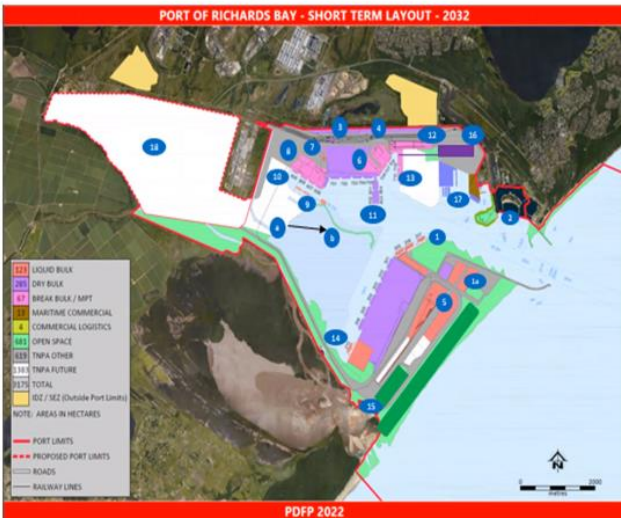 PORT OF RICHARDS BAY - SHORT TERM LAYOUT - 2032
18
3
4
12
16
8
7
6
10
13
9
17
2
11
a
b
1
1a
5
14
15
323 LIQUID BULK
285 DRY BULK
67 BREAK BULK / MPT
13 MARITIME COMMERCIAL
4 COMMERCIAL LOGISTICS
681 OPEN SPACE
619 TNPA OTHER
1383 TNPA FUTURE
3175 TOTAL
IDZ / SEZ (Outside Port Limits)
NOTE: AREAS IN HECTARES
PORT LIMITS
PROPOSED PORT LIMITS
ROADS
RAILWAY LINES
N
0 2000
metres
PDFP 2022